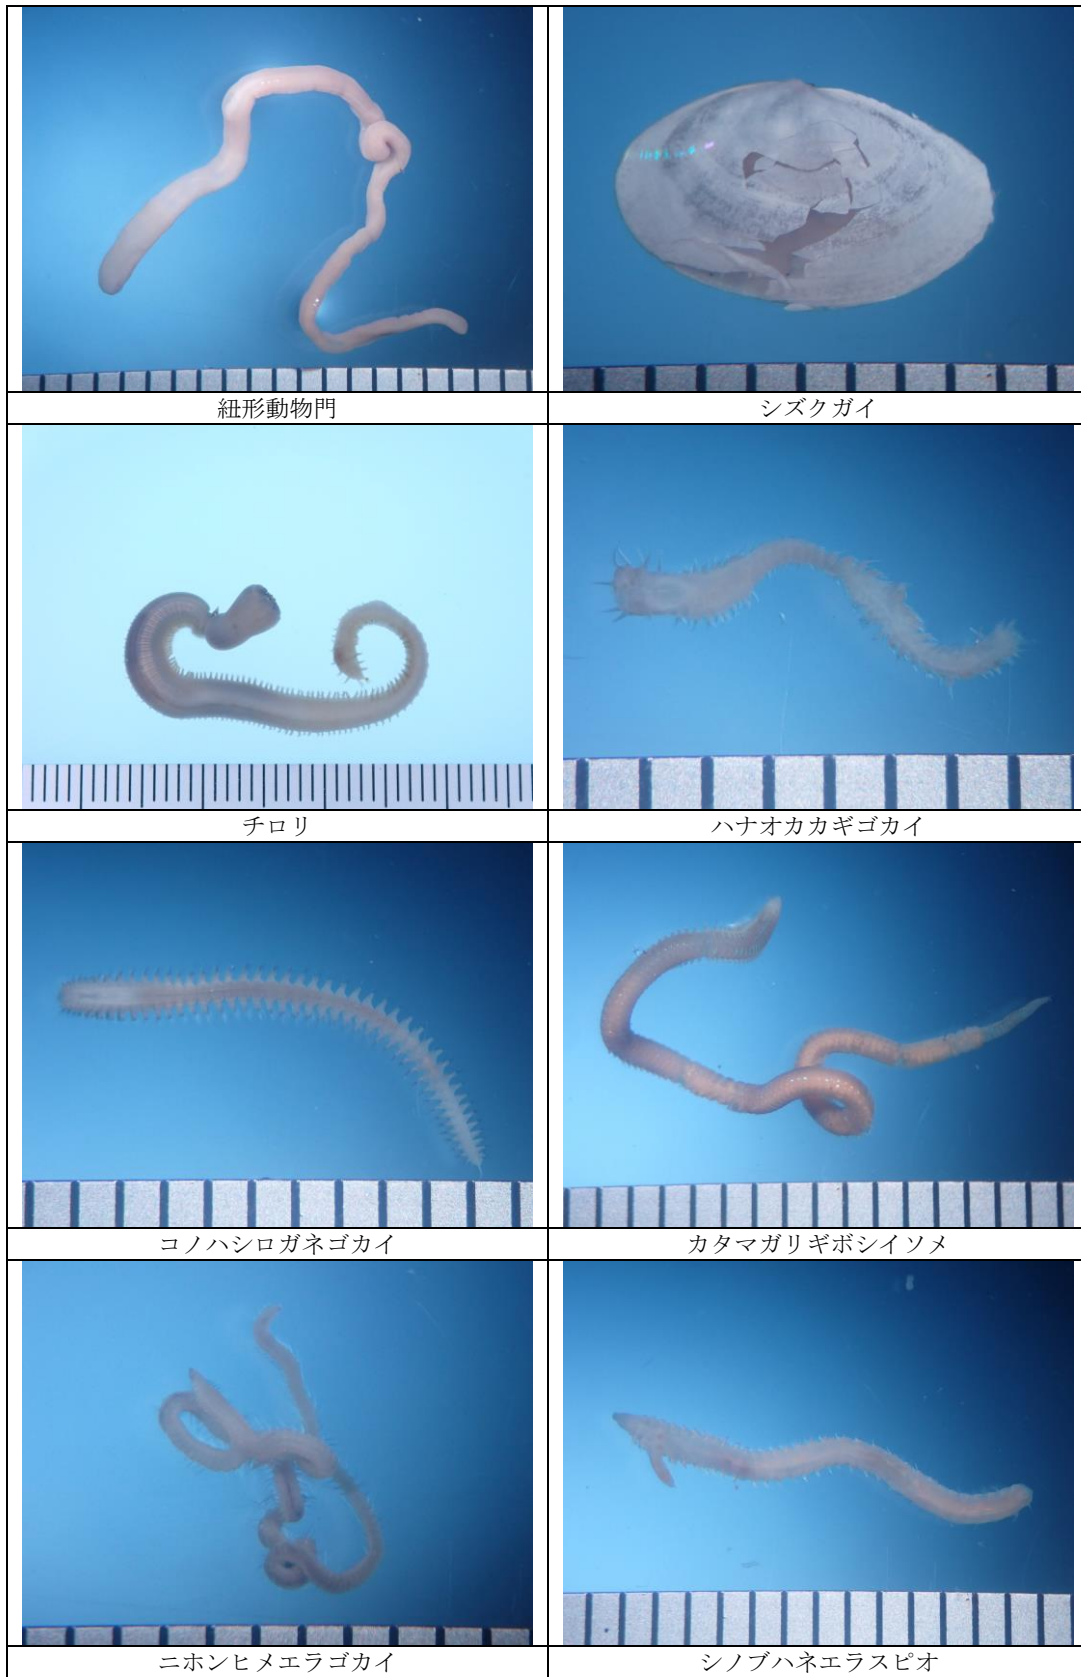 紐形動物門
シズクガイ
チロリ
ハナオカカギゴカイ
コノハシロガネゴカイ
カタマガリギボシイソメ
ニホンヒメエラゴカイ
シノブハネエラスピオ